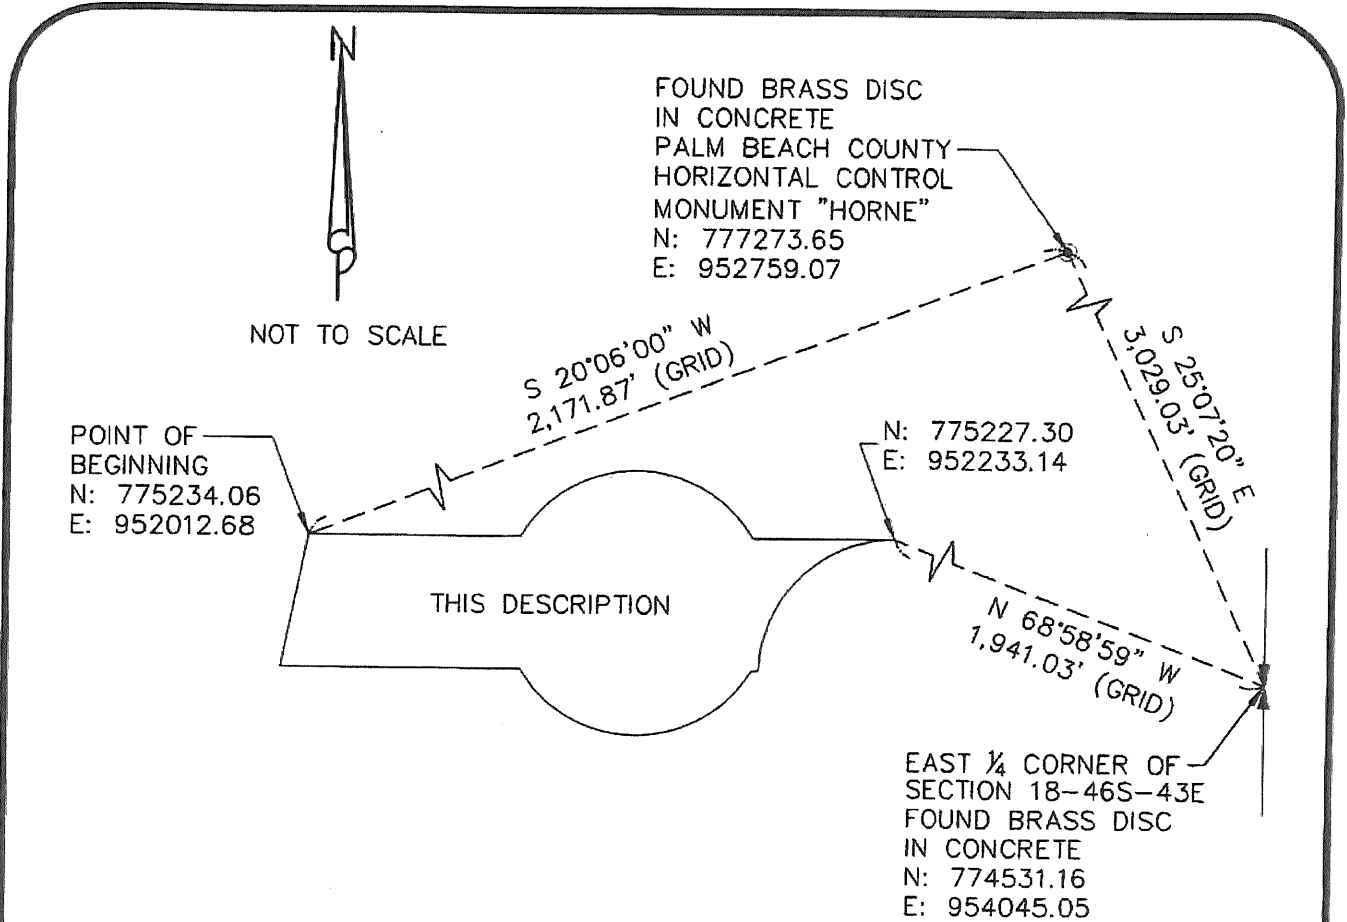 N
NOT TO SCALE
FOUND BRASS DISC
IN CONCRETE
PALM BEACH COUNTY
HORIZONTAL CONTROL
MONUMENT "HORNE"
N: 777273.65
E: 952759.07
S 20°06'00" W
2,171.87' (GRID)
S 25°07'20" E
3,029.03' (GRID)
POINT OF
BEGINNING
N: 775234.06
E: 952012.68
N: 775227.30
E: 952233.14
THIS DESCRIPTION
N 68°58'59" W
1,941.03' (GRID)
EAST ¼ CORNER OF
SECTION 18-46S-43E
FOUND BRASS DISC
IN CONCRETE
N: 774531.16
E: 954045.05